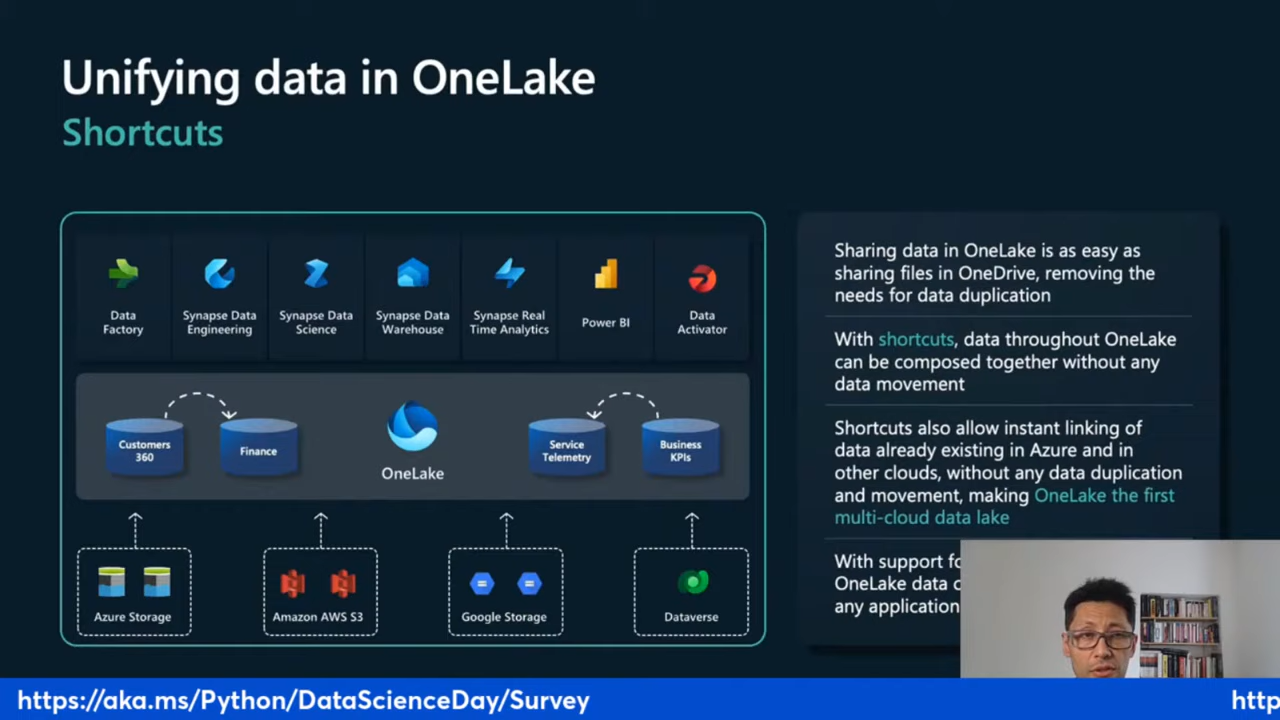 Unifying data in OneLake
Shortcuts
Data
Factory
Synapse Data
Engineering
Synapse Data
Science
Synapse Data
Warehouse
Synapse Real
Time Analytics
Power BI
Data
Activator
Customers
360
Finance
OneLake
Service
Telemetry
Business
KPIs
Azure Storage
Amazon AWS S3
Google Storage
Dataverse
Sharing data in OneLake is as easy as
sharing files in OneDrive, removing the
needs for data duplication
With shortcuts, data throughout OneLake
can be composed together without any
data movement
Shortcuts also allow instant linking of
data already existing in Azure and in
other clouds, without any data duplication
and movement, making OneLake the first
multi-cloud data lake
With support fo
OneLake data c
any application
https://aka.ms/Python/DataScienceDay/Survey
http